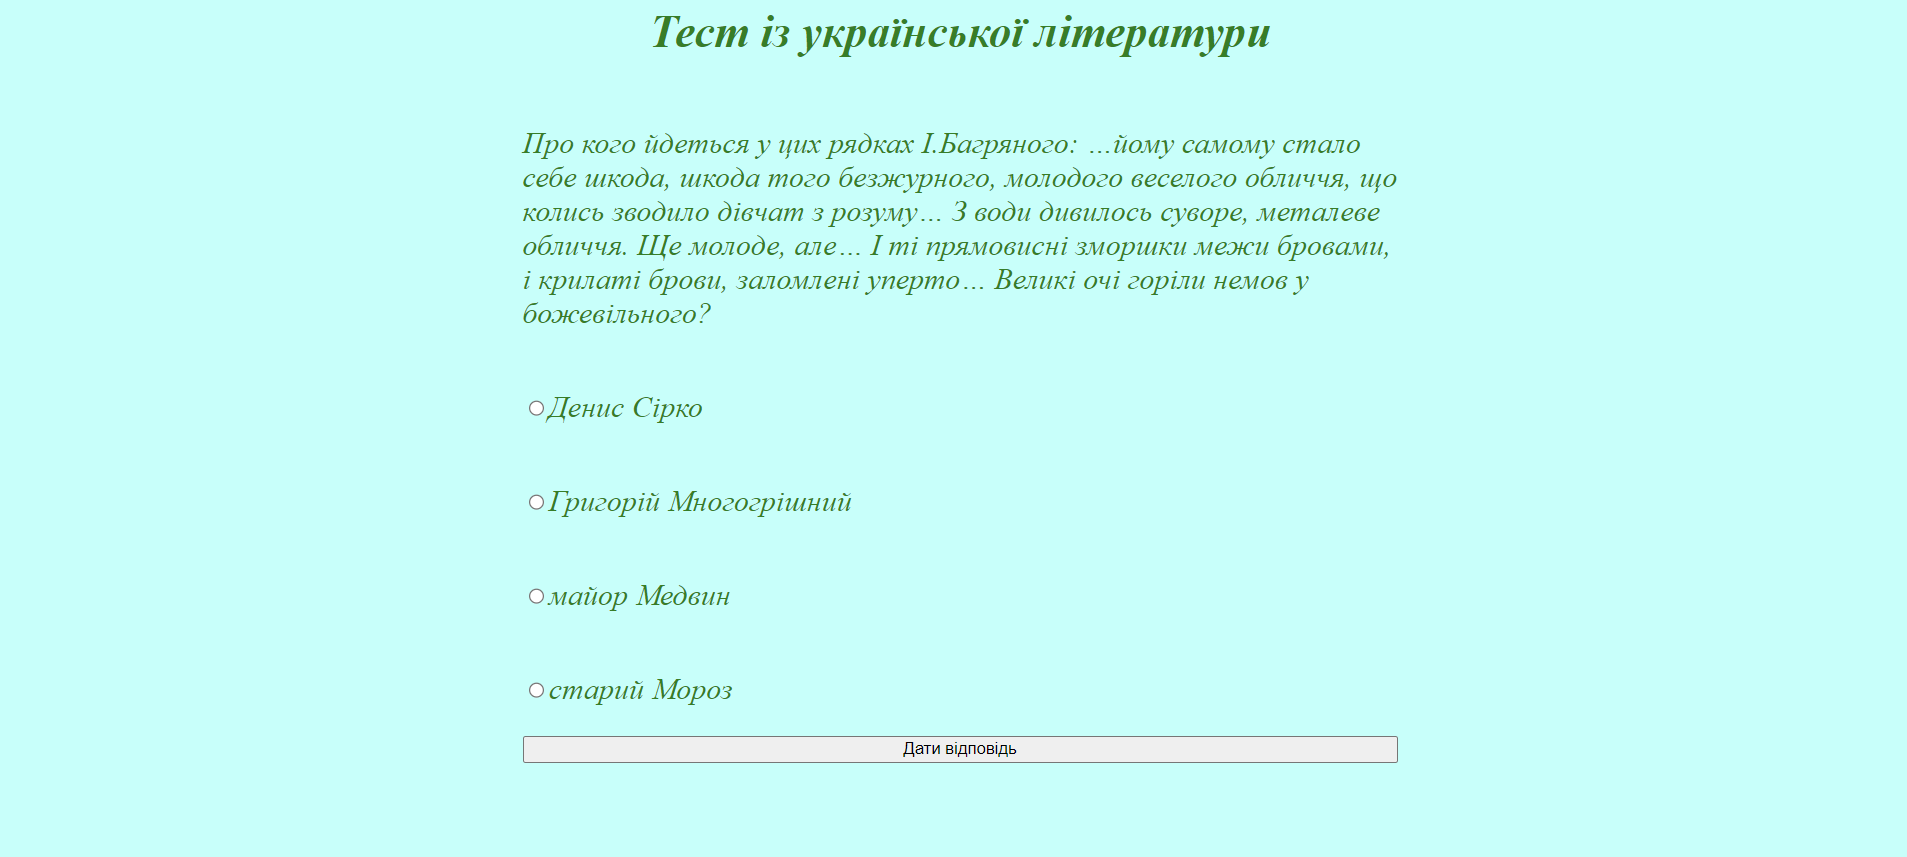 Тест із української літератури
Про кого йдеться у цих рядках І.Багряного: …йому самому стало
себе шкода, шкода того безжурного, молодого веселого обличчя, що
колись зводило дівчат з розуму… З води дивилось суворе, металеве
обличчя. Ще молоде, але… І ті прямовисні зморшки межи бровами,
і крилаті брови, заломлені уперто… Великі очі горіли немов у
божевільного?
Денис Сірко
Григорій Многогрішний
майор Медвин
старий Мороз
Дати відповідь